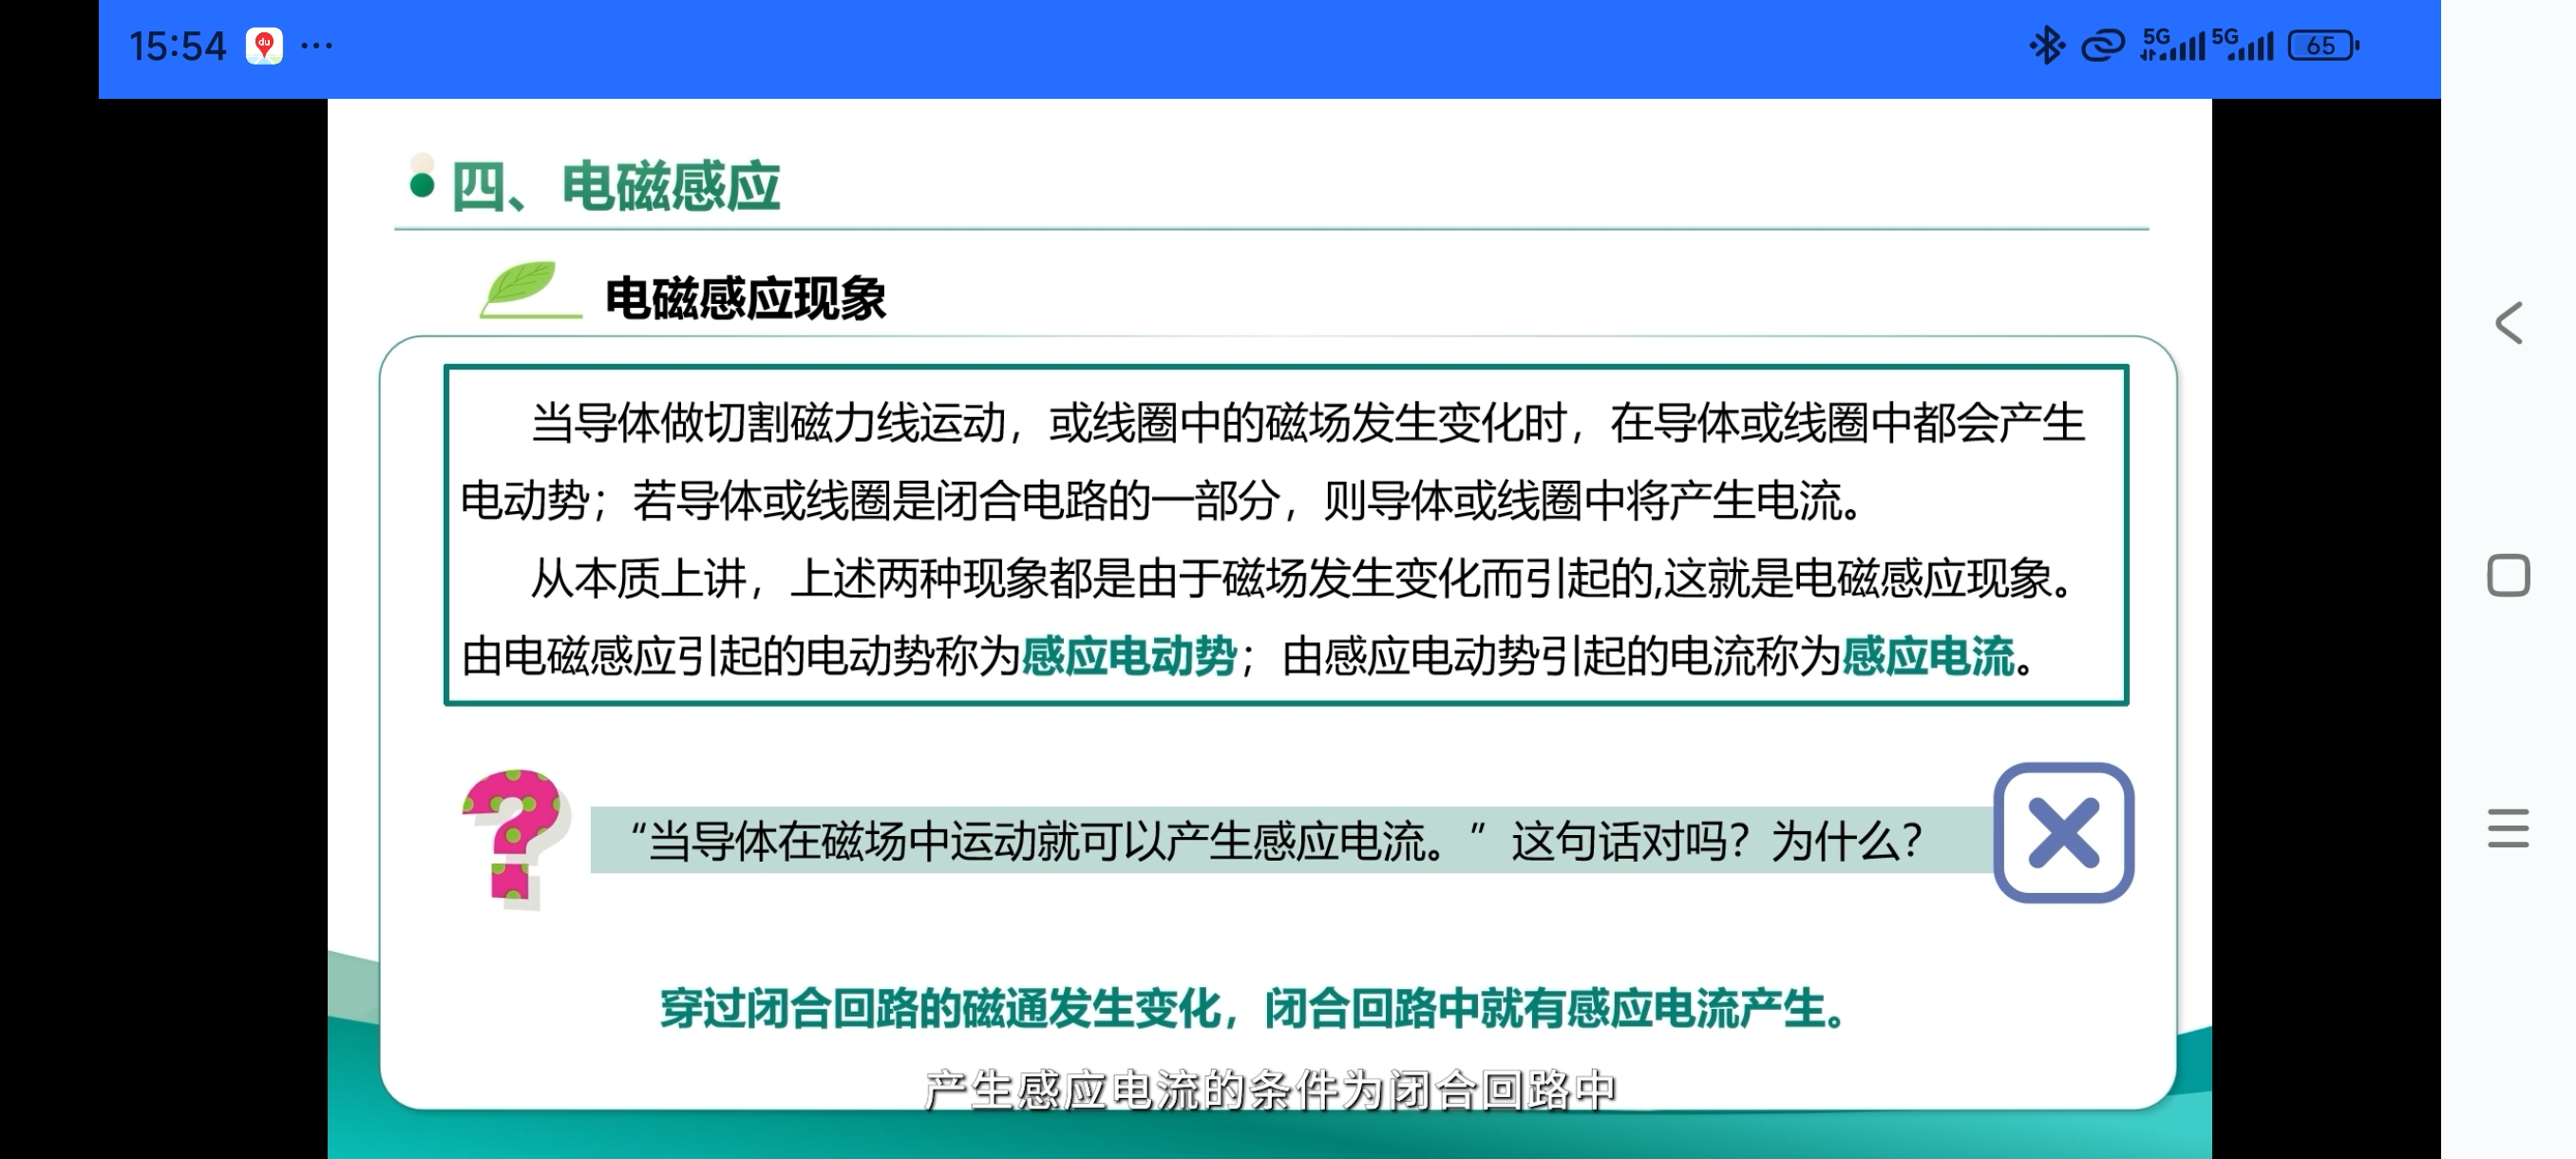 15:54 du ...
5G 5G 65
四、电磁感应
电磁感应现象
当导体做切割磁力线运动，或线圈中的磁场发生变化时，在导体或线圈中都会产生
电动势；若导体或线圈是闭合电路的一部分，则导体或线圈中将产生电流。
从本质上讲，上述两种现象都是由于磁场发生变化而引起的,这就是电磁感应现象。
由电磁感应引起的电动势称为感应电动势；由感应电动势引起的电流称为感应电流。
“当导体在磁场中运动就可以产生感应电流。”这句话对吗？为什么？
穿过闭合回路的磁通发生变化，闭合回路中就有感应电流产生。
产生感应电流的条件为闭合回路中